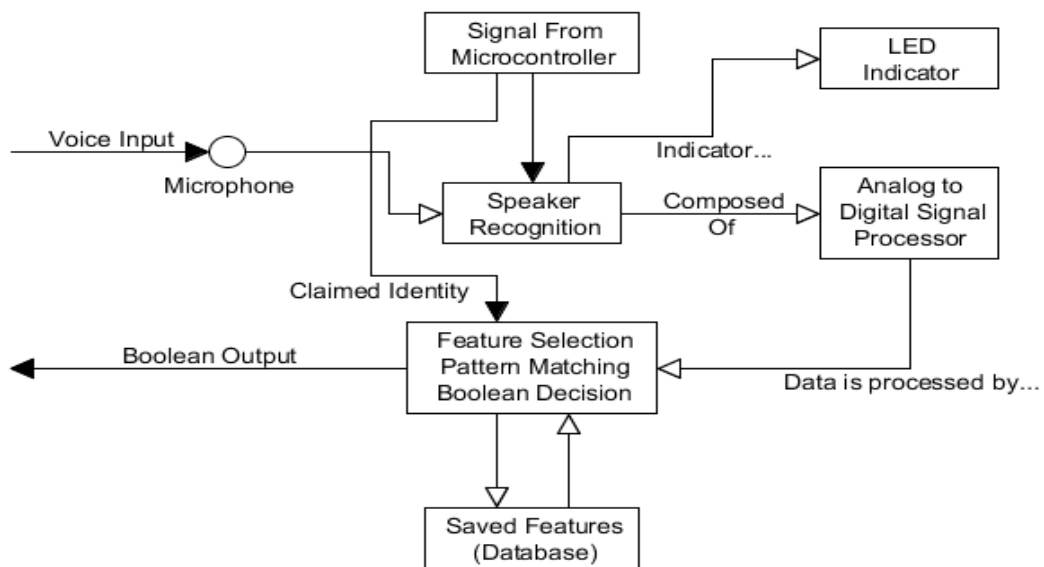 Signal From
Microcontroller
LED
Indicator
Voice Input
Microphone
Indicator...
Speaker
Recognition
Composed
Of
Analog to
Digital Signal
Processor
Claimed Identity
Boolean Output
Feature Selection
Pattern Matching
Boolean Decision
Data is processed by...
Saved Features
(Database)